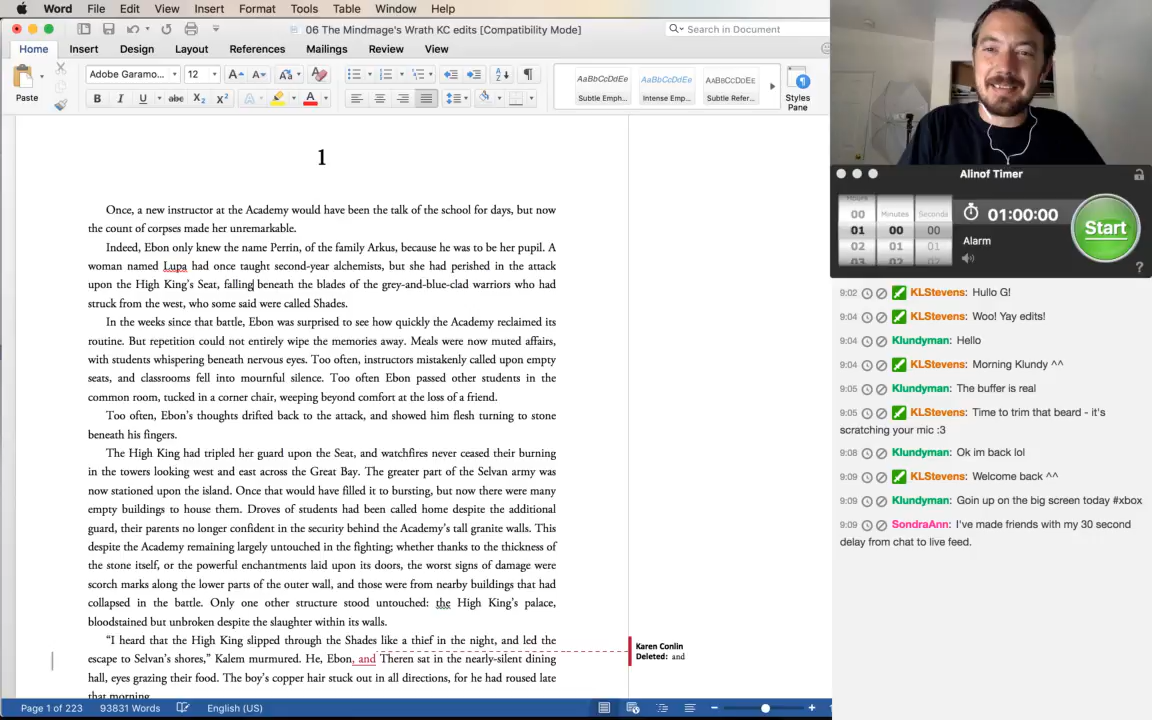 Word File Edit View Insert Format Tools Table Window Help
06 The Mindmage's Wrath KC edits [Compatibility Mode]
Search in Document
Home Insert Design Layout References Mailings Review View
Paste
Adobe Garamo... 12
AaBbCcDdEe AaBbCcDdEe AABBCCDDEE
Subtle Emph... Intense Emp... Subtle Refer...
Styles
Pane
1
Once, a new instructor at the Academy would have been the talk of the school for days, but now
the count of corpses made her unremarkable.
Indeed, Ebon only knew the name Perrin, of the family Arkus, because he was to be her pupil. A
woman named Lupa had once taught second-year alchemists, but she had perished in the attack
upon the High King's Seat, falling beneath the blades of the grey-and-blue-clad warriors who had
struck from the west, who some said were called Shades.
In the weeks since that battle, Ebon was surprised to see how quickly the Academy reclaimed its
routine. But repetition could not entirely wipe the memories away. Meals were now muted affairs,
with students whispering beneath nervous eyes. Too often, instructors mistakenly called upon empty
seats, and classrooms fell into mournful silence. Too often Ebon passed other students in the
common room, tucked in a corner chair, weeping beyond comfort at the loss of a friend.
Too often, Ebon's thoughts drifted back to the attack, and showed him flesh turning to stone
beneath his fingers.
The High King had tripled her guard upon the Seat, and watchfires never ceased their burning
in the towers looking west and east across the Great Bay. The greater part of the Selvan army was
now stationed upon the island. Once that would have filled it to bursting, but now there were many
empty buildings to house them. Droves of students had been called home despite the additional
guard, their parents no longer confident in the security behind the Academy's tall granite walls. This
despite the Academy remaining largely untouched in the fighting; whether thanks to the thickness of
the stone itself, or the powerful enchantments laid upon its doors, the worst signs of damage were
scorch marks along the lower parts of the outer wall, and those were from nearby buildings that had
collapsed in the battle. Only one other structure stood untouched: the High King's palace,
bloodstained but unbroken despite the slaughter within its walls.
“I heard that the High King slipped through the Shades like a thief in the night, and led the
escape to Selvan's shores,” Kalem murmured. He, Ebon, and Theren sat in the nearly-silent dining
hall, eyes grazing their food. The boy's copper hair stuck out in all directions, for he had roused late
that morning.
Karen Conlin
Deleted: and
Page 1 of 223 93831 Words English (US)
Alinof Timer
Hours Minutes Seconds
00
01 00 00
02 01 01
01:00:00
Alarm
Start
?
9:02 KLStevens: Hullo G!
9:04 KLStevens: Woo! Yay edits!
9:04 Klundyman: Hello
9:04 KLStevens: Morning Klundy ^^
9:05 Klundyman: The buffer is real
9:05 KLStevens: Time to trim that beard - it's
scratching your mic :3
9:08 Klundyman: Ok im back lol
9:09 KLStevens: Welcome back ^^
9:09 Klundyman: Goin up on the big screen today #xbox
9:09 SondraAnn: I've made friends with my 30 second
delay from chat to live feed.